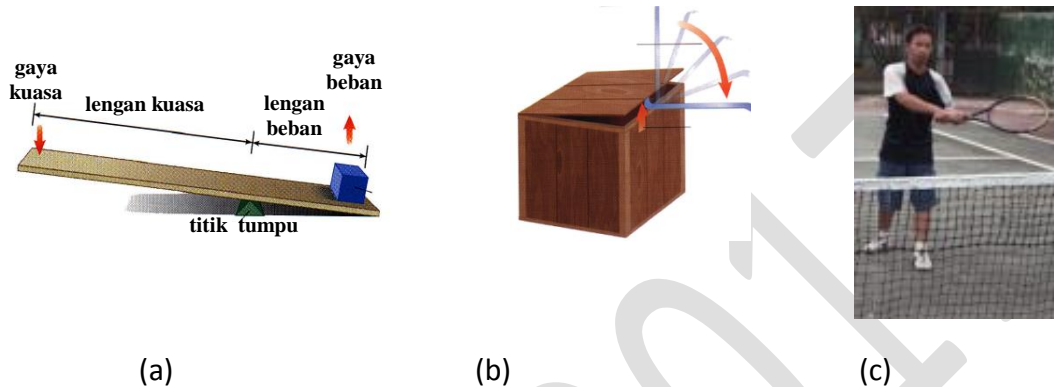 gaya
kuasa
gaya
beban
lengan kuasa
lengan
beban
titik tumpu
(a)
(b)
(c)